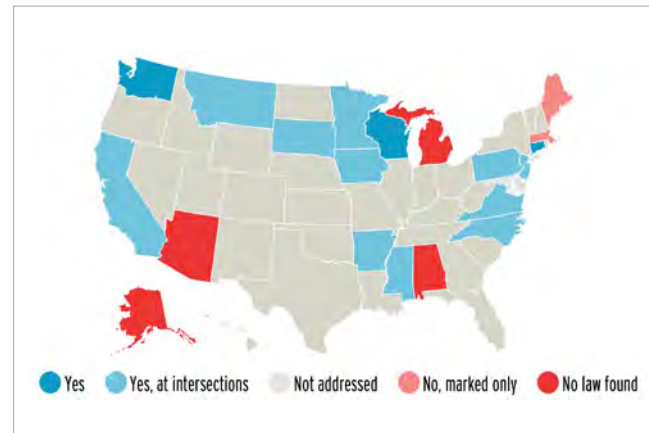 Yes Yes, at intersections Not addressed No, marked only No law found